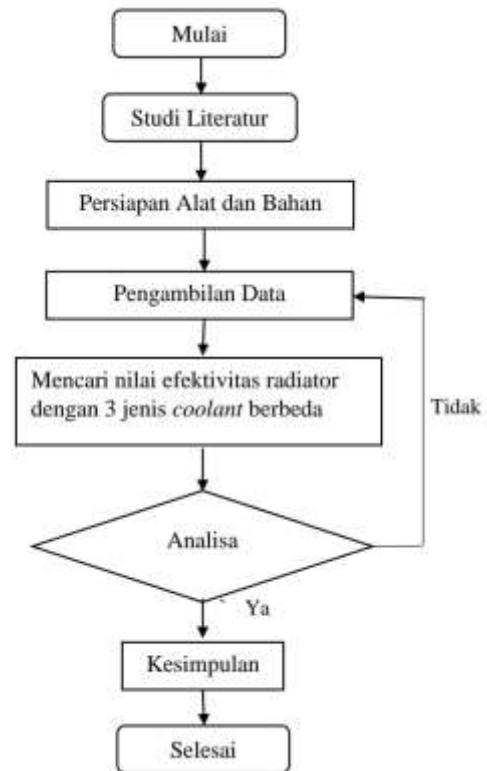 Mulai
Studi Literatur
Persiapan Alat dan Bahan
Pengambilan Data
Mencari nilai efektivitas radiator
dengan 3 jenis coolant berbeda
Tidak
Analisa
Ya
Kesimpulan
Selesai